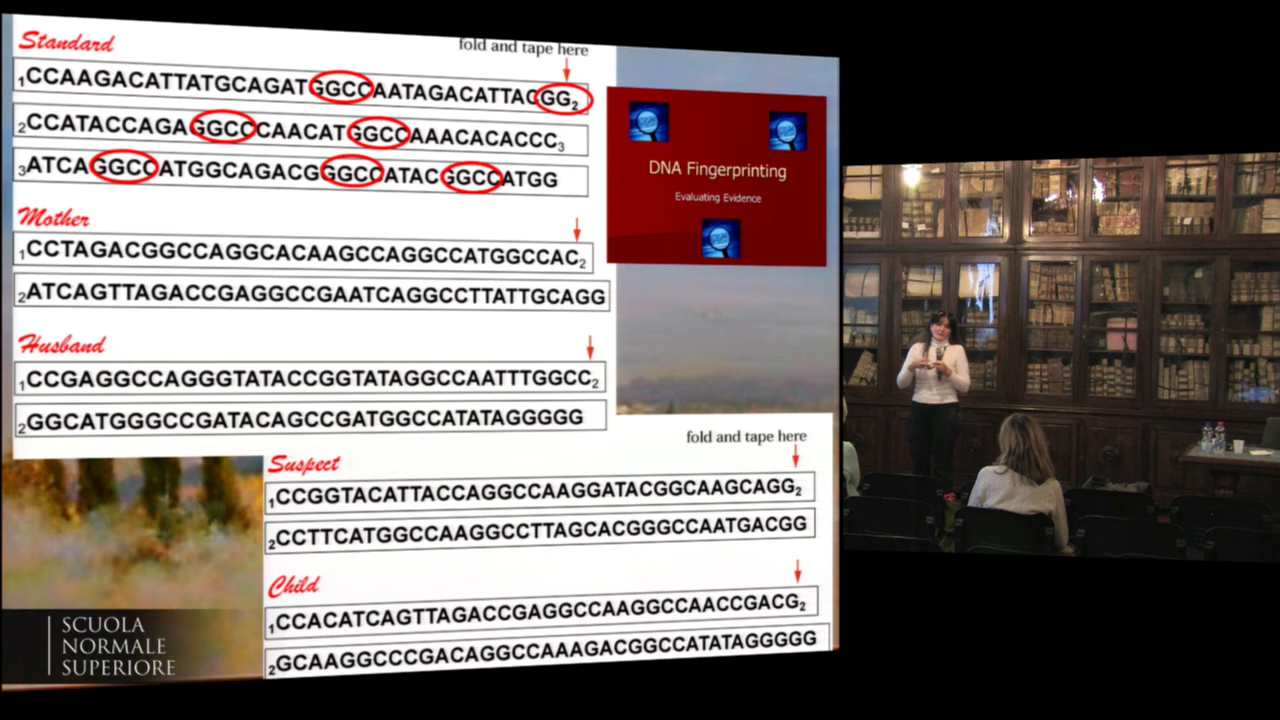 Standard
fold and tape here
1CCAAGACATTATGCAGATGGCCAATAGACATTACGG2
2CCATACCAGAGGCCCAACATGGCCAAACACACCC3
3ATCAGGCCATGGCAGACGGGCCATACGGCCATGG
DNA Fingerprinting
Evaluating Evidence
Mother
1CCTAGACGGCCAGGCACAAGCCAGGCCATGGCCAC2
2ATCAGTTAGACCGAGGCCGAATCAGGCCTTATTGCAGG
Husband
1CCGAGGCCAGGGTATACCGGTATAGGCCAATTTGGCC2
2GGCATGGGCCGATACAGCCGATGGCCATATAGGGGG
fold and tape here
Suspect
1CCGGTACATTACCAGGCCAAGGATACGGCAAGCAGG2
2CCTTCATGGCCAAGGCCTTAGCACGGGCCAATGACGG
Child
1CCACATCAGTTAGACCGAGGCCAAGGCCAACCGACG2
2GCAAGGCCCGACAGGCCAAAGACGGCCATATAGGGGG
SCUOLA
NORMALE
SUPERIORE